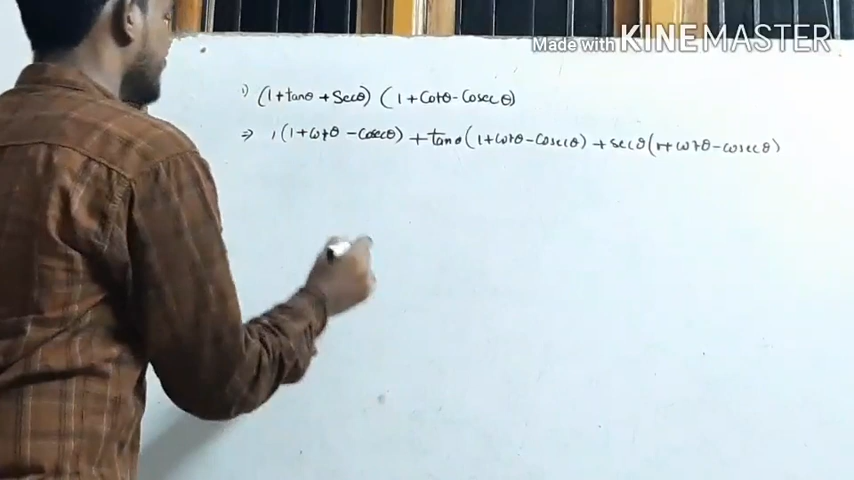 Made with KINEMASTER
i) (1+tanθ +Secθ) (1+Cotθ-Cosecθ)
⇒ 1(1+cotθ -cosecθ) +tanθ(1+cotθ-Cosecθ) +secθ(1+cotθ-cosecθ)